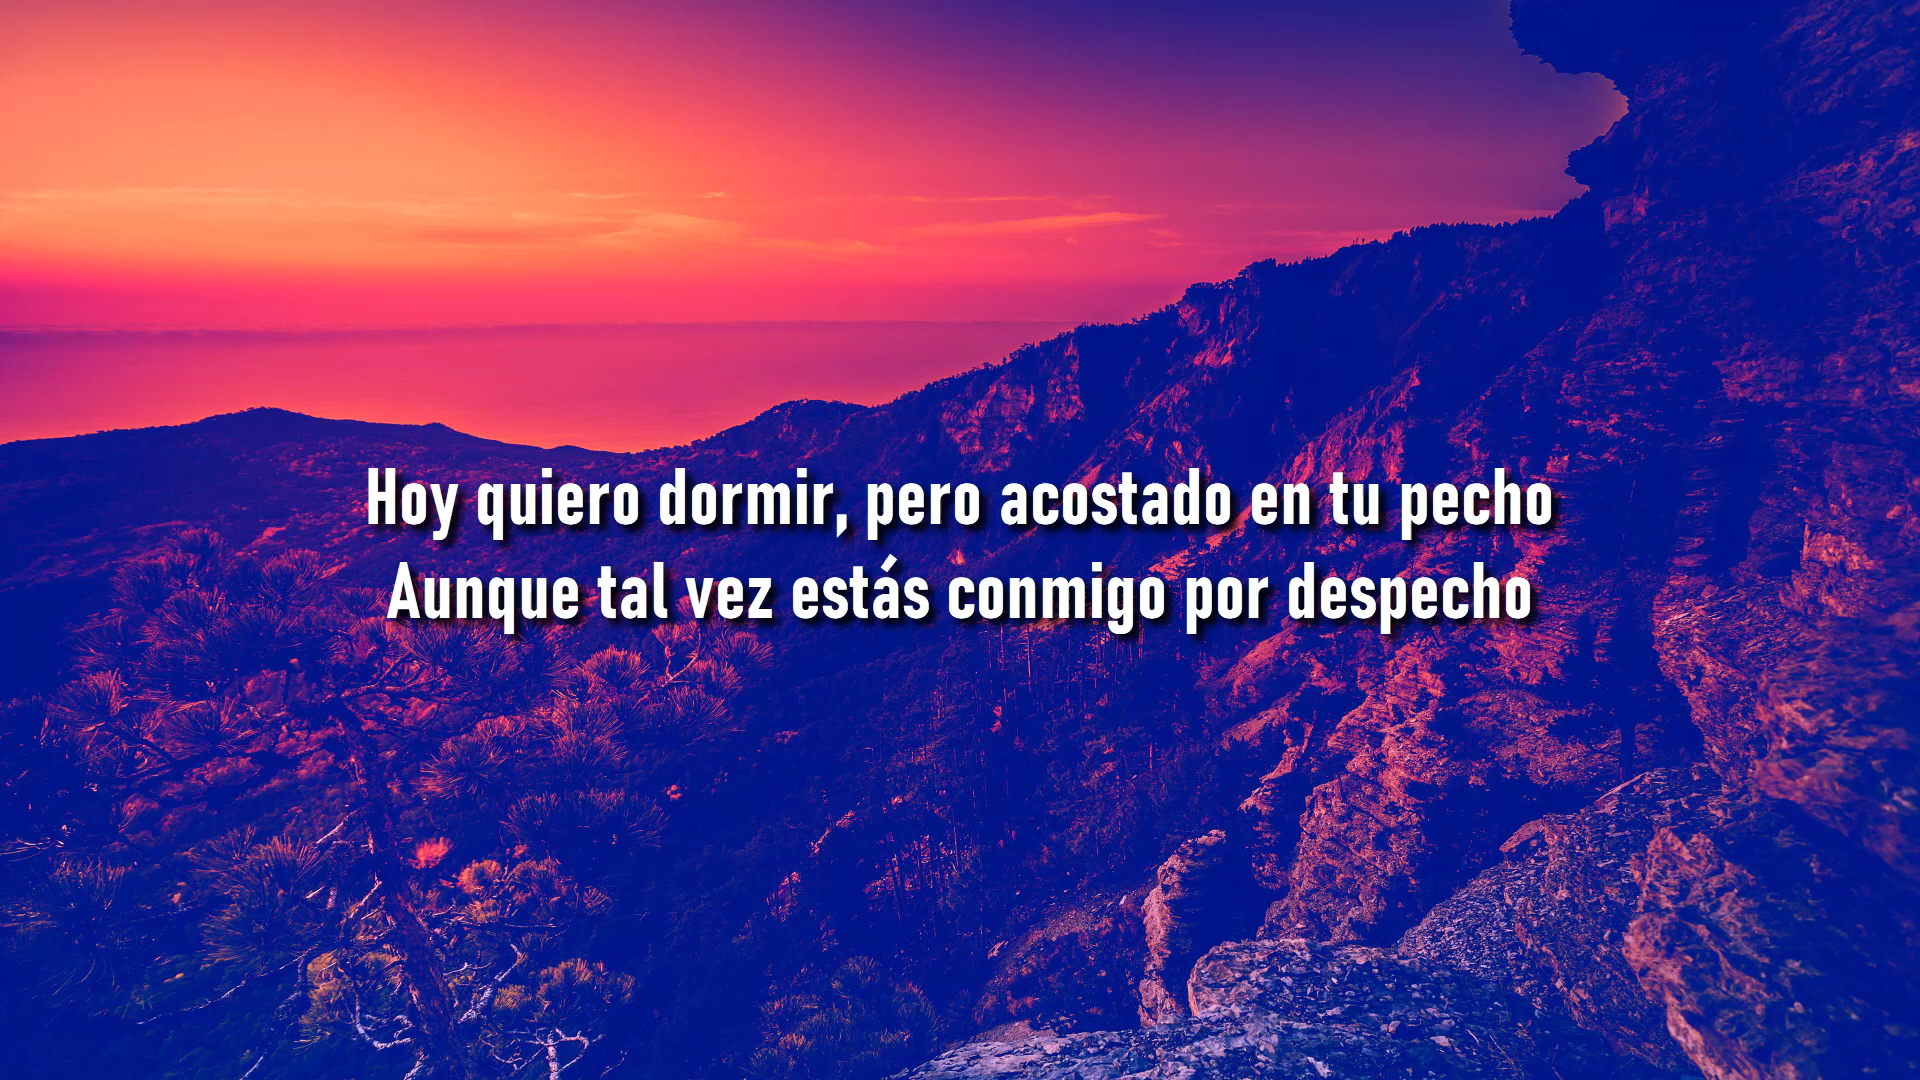 Hoy quiero dormir, pero acostado en tu pecho
Aunque tal vez estás conmigo por despecho